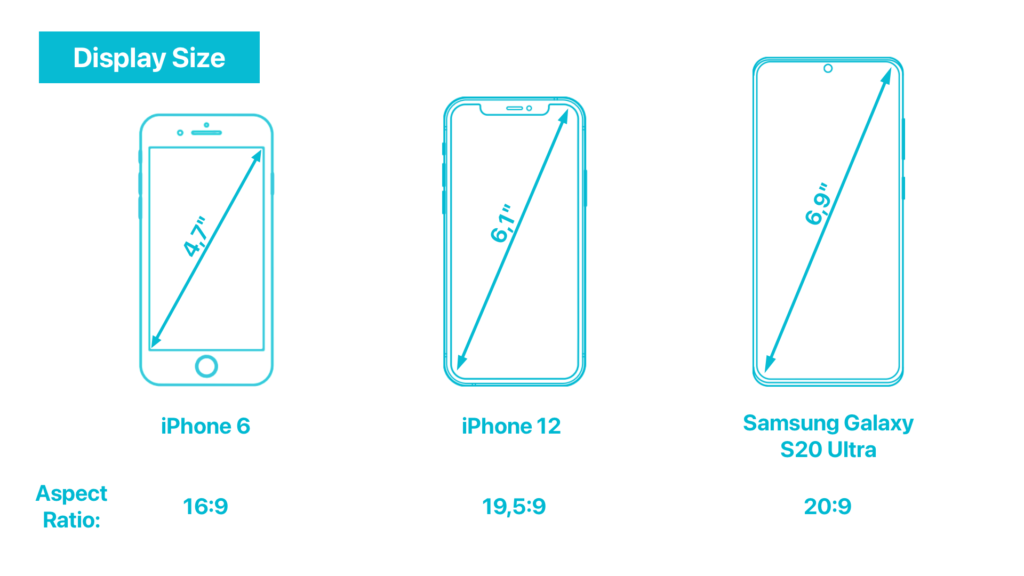 Display Size
4,7"
6,1"
6,9"
iPhone 6
iPhone 12
Samsung Galaxy
S20 Ultra
Aspect
Ratio:
16:9
19,5:9
20:9